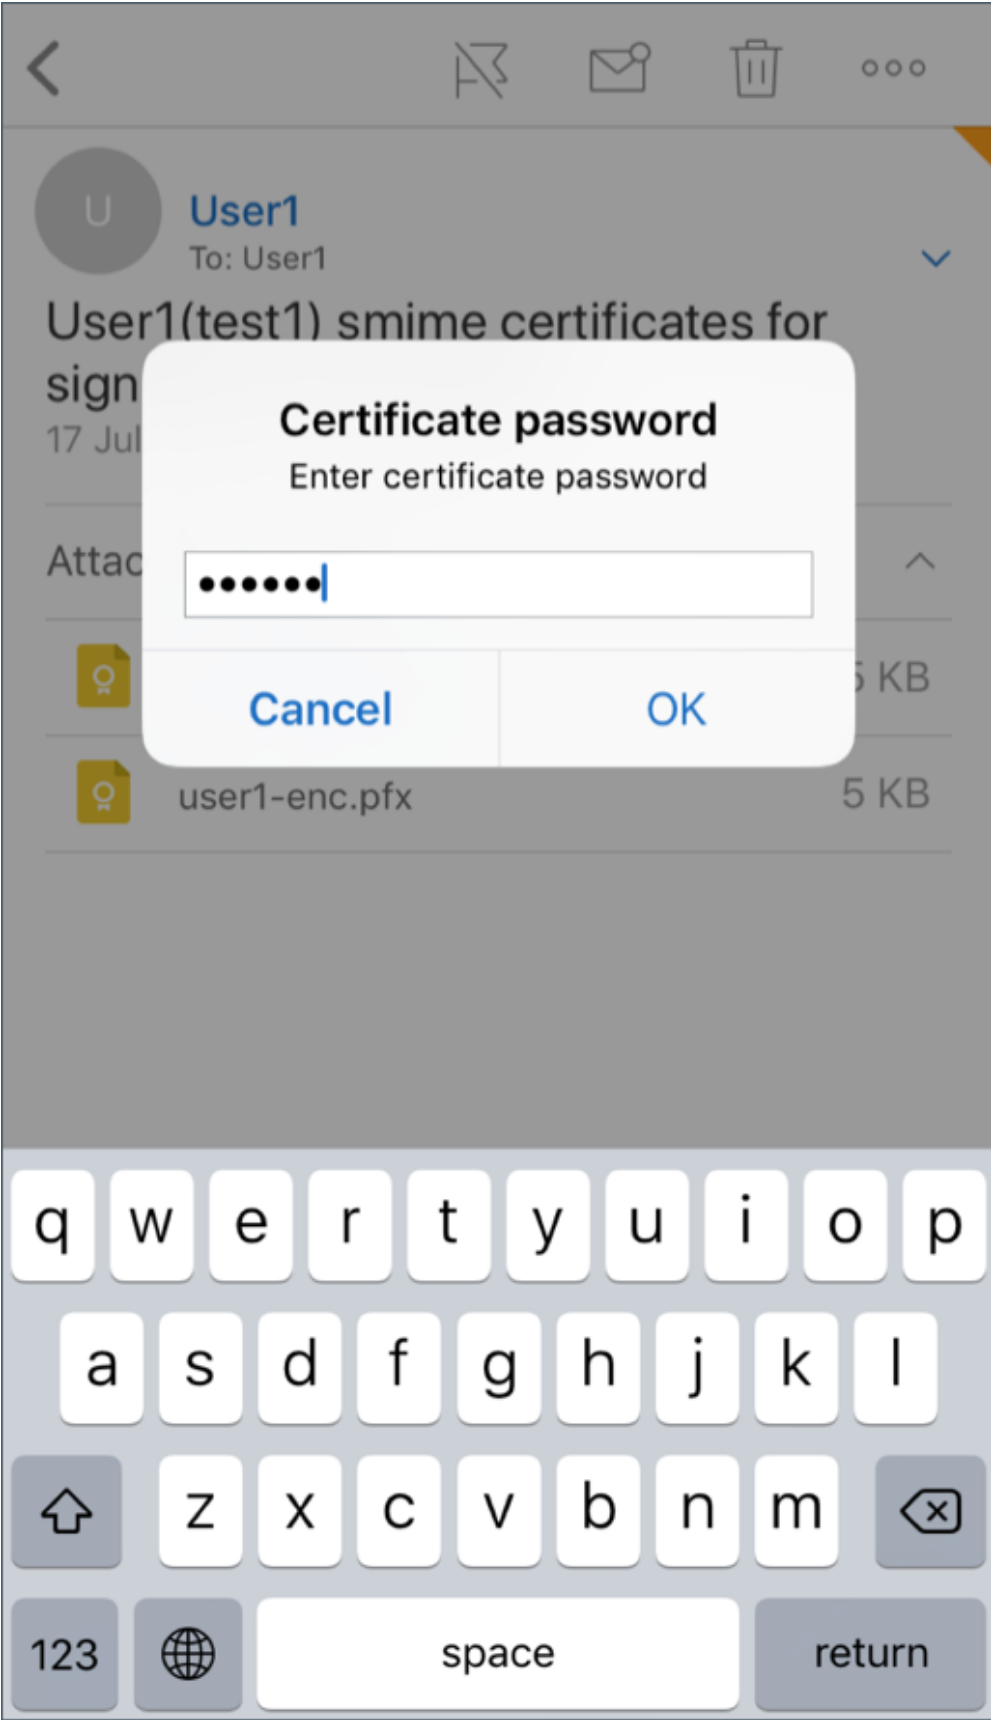 U
User1
To: User1
User1(test1) smime certificates for
sign
17 Jul
Certificate password
Enter certificate password
••••••
Cancel
OK
Attac
5 KB
user1-enc.pfx
5 KB
q w e r t y u i o p
a s d f g h j k l
z x c v b n m
123
space
return